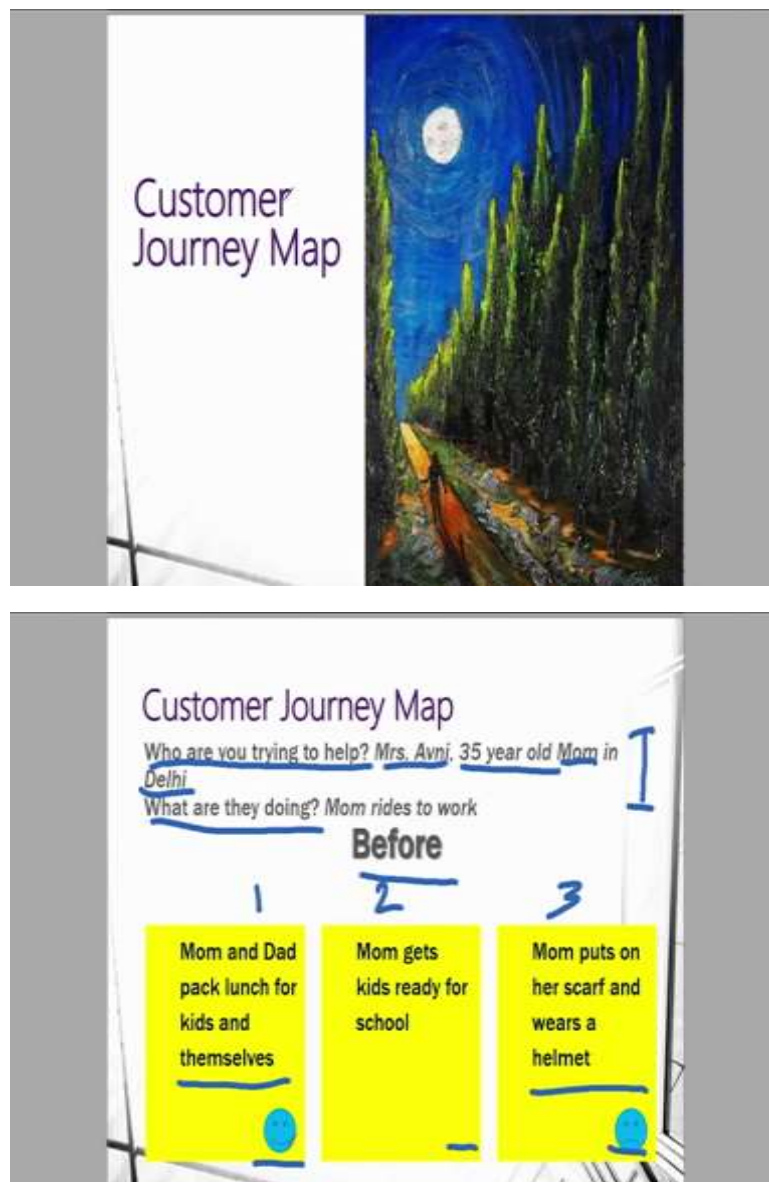 Customer
Journey Map
Customer Journey Map
Who are you trying to help? Mrs. Avni, 35 year old Mom in
Delhi
What are they doing? Mom rides to work
Before
1 2 3
Mom and Dad
pack lunch for
kids and
themselves
Mom gets
kids ready for
school
Mom puts on
her scarf and
wears a
helmet